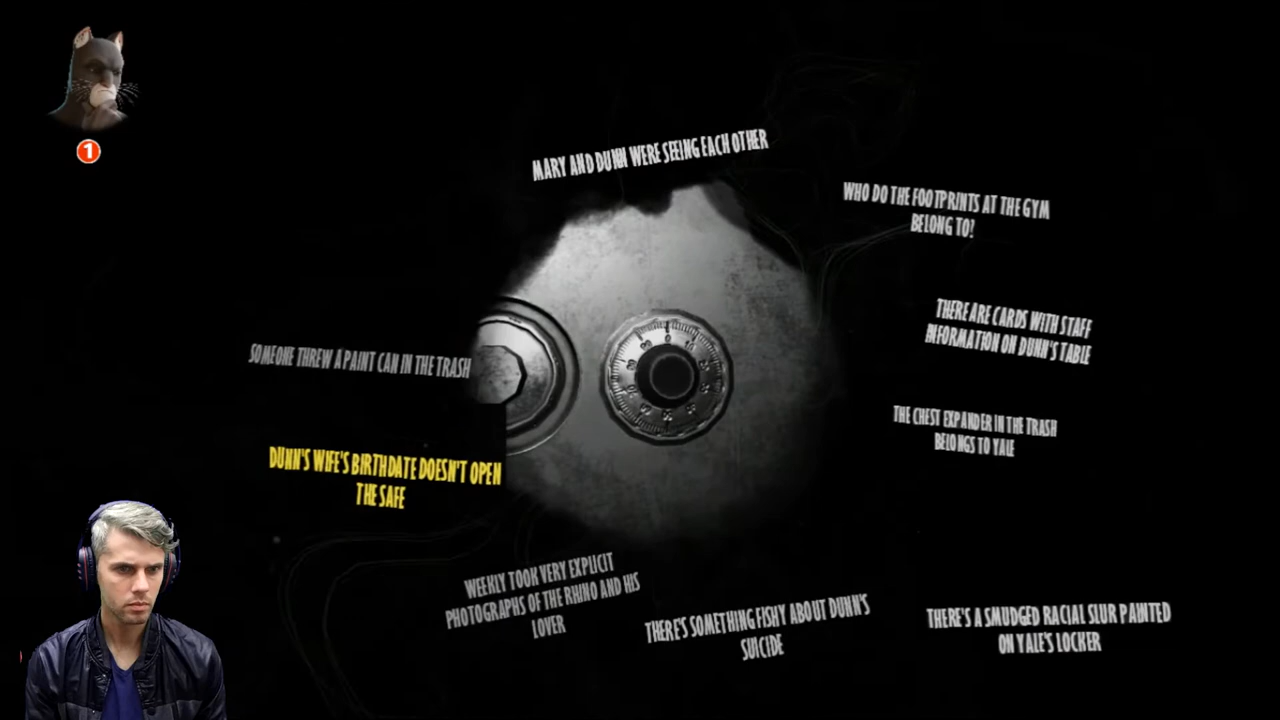 1
MARY AND DUNN WERE SEEING EACH OTHER
WHO DO THE FOOTPRINTS AT THE GYM
BELONG TO?
THERE ARE CARDS WITH STAFF
INFORMATION ON DUNN'S TABLE
SOMEONE THREW A PAINT CAN IN THE TRASH
THE CHEST EXPANDER IN THE TRASH
BELONGS TO YALE
DUNN'S WIFE'S BIRTHDATE DOESN'T OPEN
THE SAFE
WEEKLY TOOK VERY EXPLICIT
PHOTOGRAPHS OF THE RHINO AND HIS
LOVER
THERE'S SOMETHING FISHY ABOUT DUNN'S
SUICIDE
THERE'S A SMUDGED RACIAL SLUR PAINTED
ON YALE'S LOCKER